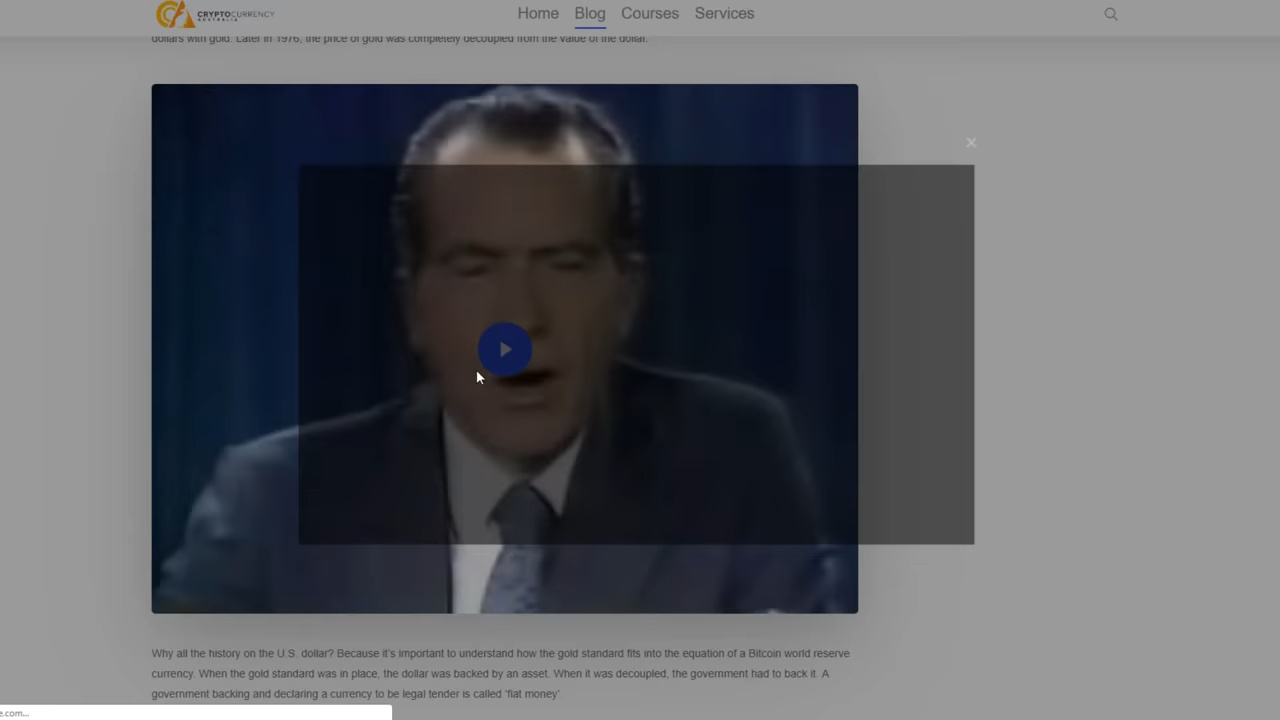 CRYPTOCURRENCY
AUSTRALIA
Home Blog Courses Services
dollars with gold. Later in 1976, the price of gold was completely decoupled from the value of the dollar.
Why all the history on the U.S. dollar? Because it's important to understand how the gold standard fits into the equation of a Bitcoin world reserve
currency. When the gold standard was in place, the dollar was backed by an asset. When it was decoupled, the government had to back it. A
government backing and declaring a currency to be legal tender is called 'fiat money'
e.com...